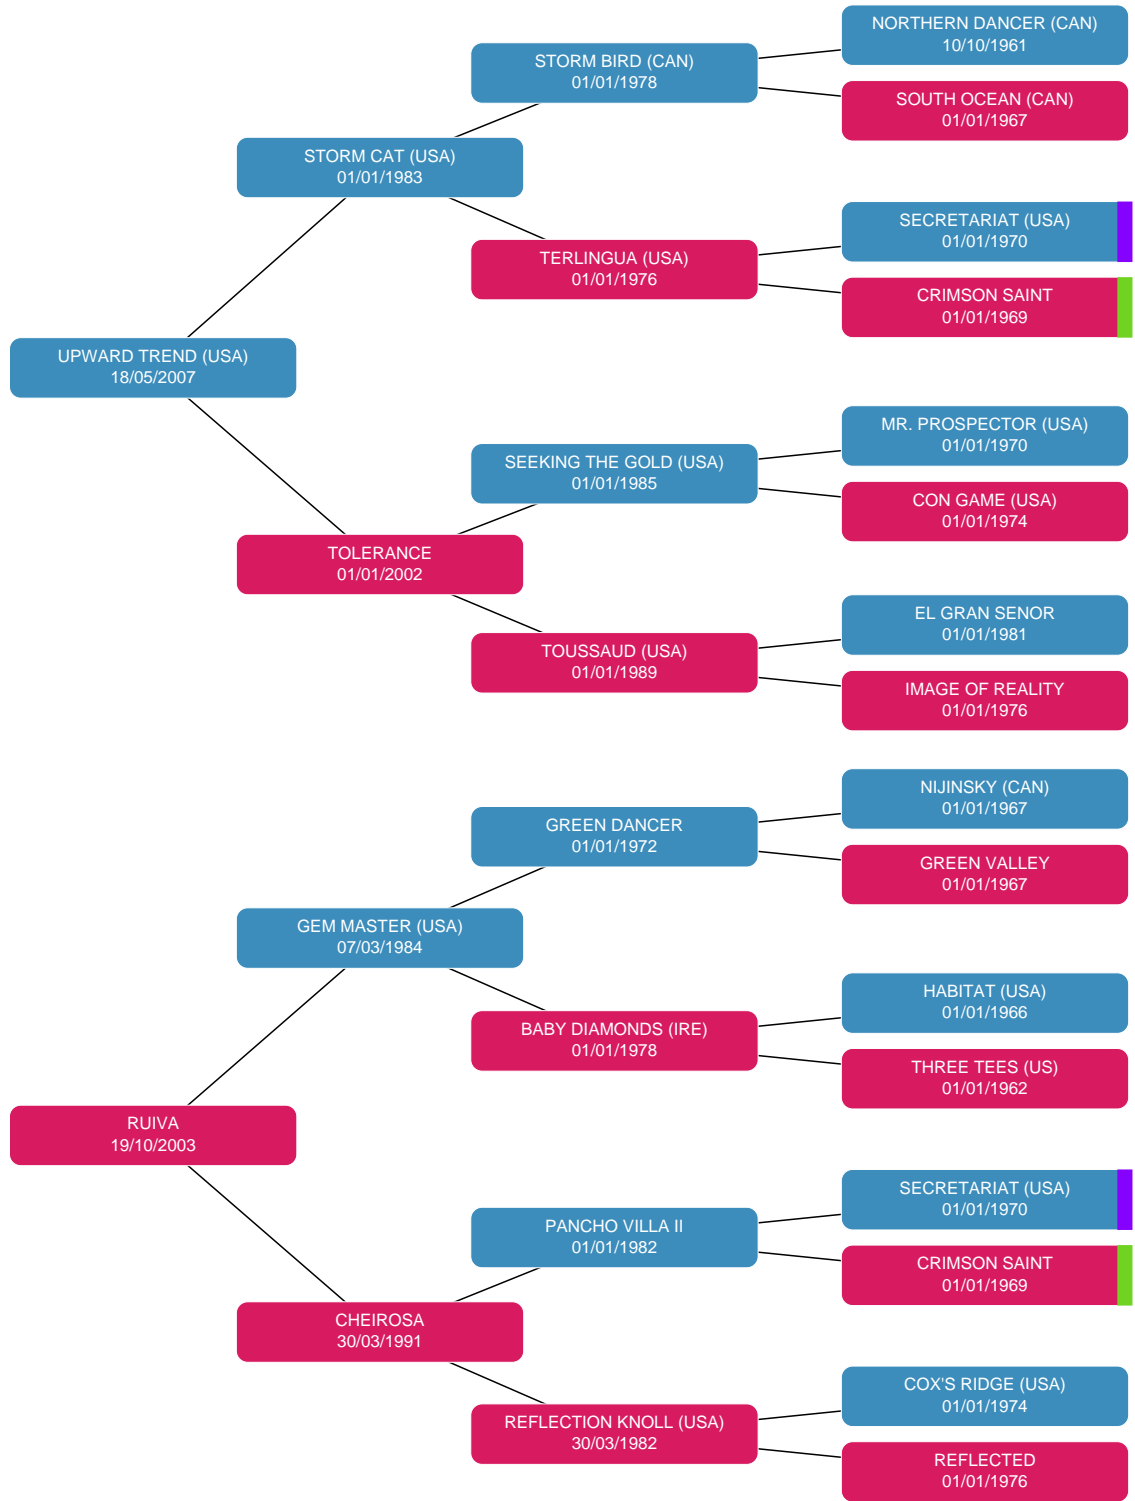 NORTHERN DANCER (CAN)
10/10/1961
STORM BIRD (CAN)
01/01/1978
SOUTH OCEAN (CAN)
01/01/1967
STORM CAT (USA)
01/01/1983
SECRETARIAT (USA)
01/01/1970
TERLINGUA (USA)
01/01/1976
CRIMSON SAINT
01/01/1969
UPWARD TREND (USA)
18/05/2007
MR. PROSPECTOR (USA)
01/01/1970
SEEKING THE GOLD (USA)
01/01/1985
CON GAME (USA)
01/01/1974
TOLERANCE
01/01/2002
EL GRAN SENOR
01/01/1981
TOUSSAUD (USA)
01/01/1989
IMAGE OF REALITY
01/01/1976
NIJINSKY (CAN)
01/01/1967
GREEN DANCER
01/01/1972
GREEN VALLEY
01/01/1967
GEM MASTER (USA)
07/03/1984
HABITAT (USA)
01/01/1966
BABY DIAMONDS (IRE)
01/01/1978
THREE TEES (US)
01/01/1962
RUIVA
19/10/2003
SECRETARIAT (USA)
01/01/1970
PANCHO VILLA II
01/01/1982
CRIMSON SAINT
01/01/1969
CHEIROSA
30/03/1991
COX'S RIDGE (USA)
01/01/1974
REFLECTION KNOLL (USA)
30/03/1982
REFLECTED
01/01/1976